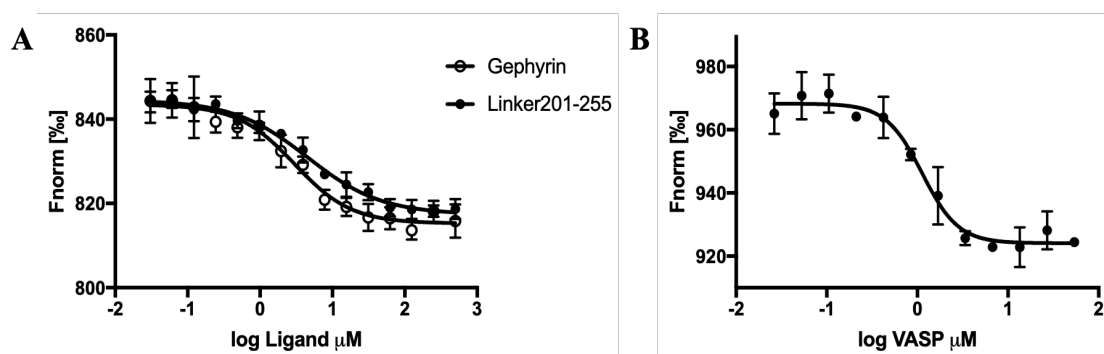 A
860
840
820
800
Fnorm [‰]
-2 -1 0 1 2 3
log Ligand μM
Gephyrin
Linker201-255
B
980
960
940
920
Fnorm [‰]
-2 -1 0 1 2
log VASP μM